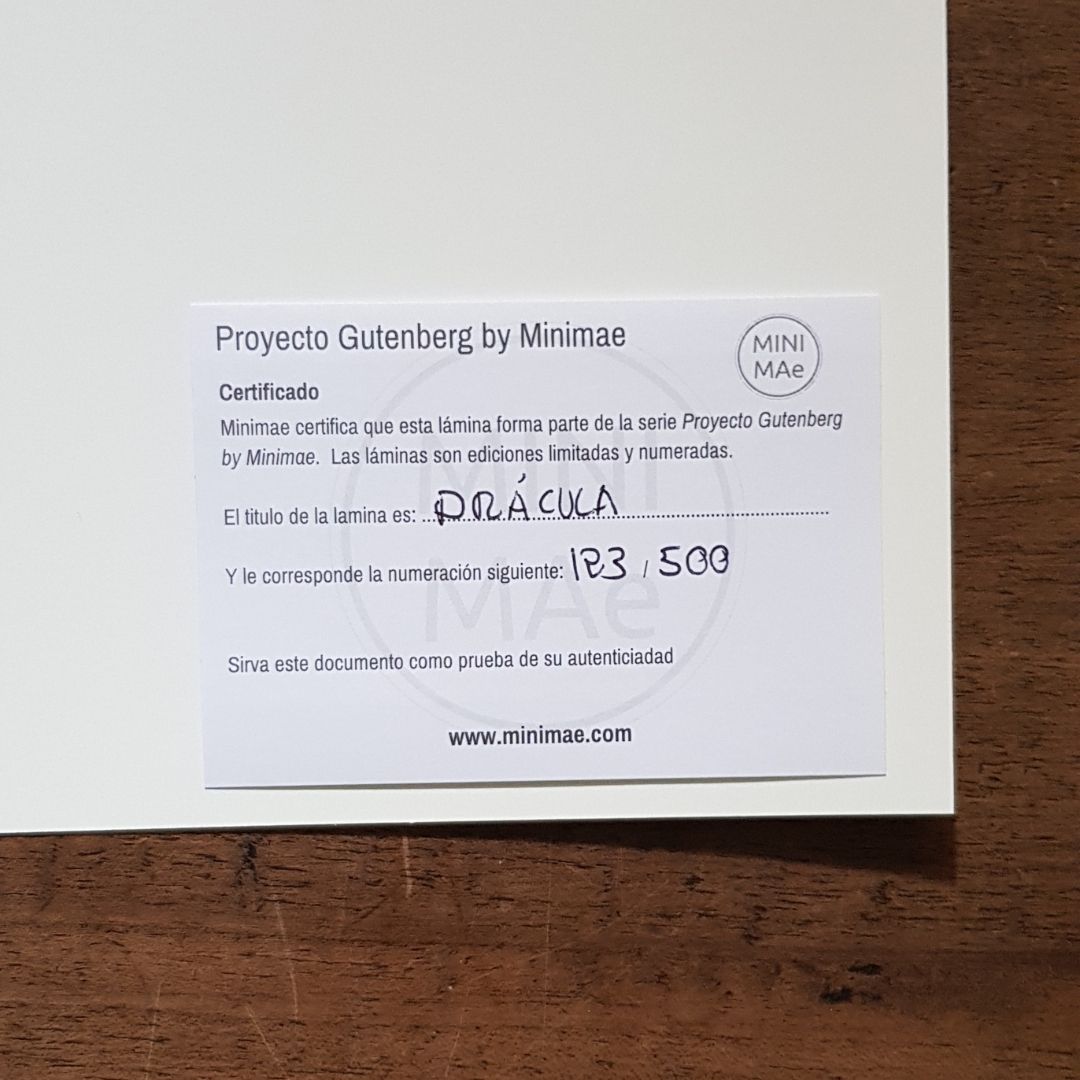 Proyecto Gutenberg by Minimae
MINI
MAe
Certificado
Minimae certifica que esta lámina forma parte de la serie Proyecto Gutenberg
by Minimae. Las láminas son ediciones limitadas y numeradas.
El titulo de la lamina es: DRÁCULA
Y le corresponde la numeración siguiente: 123 / 500
MINI
MAe
Sirva este documento como prueba de su autenticiadad
www.minimae.com